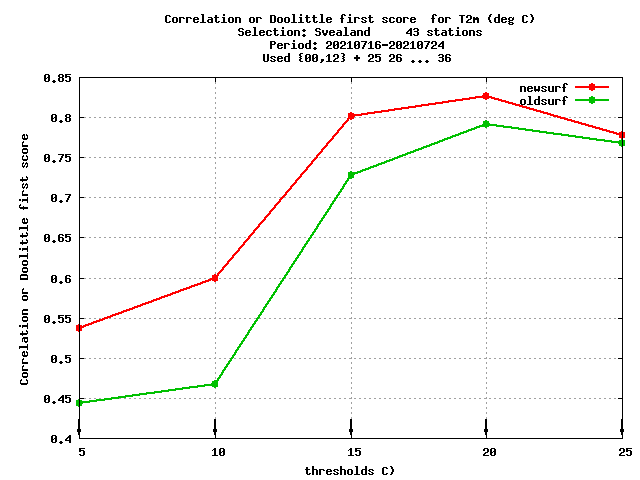 Correlation or Doolittle first score  for T2m (deg C)
Selection: Svealand     43 stations
Period: 20210716-20210724
Used {00,12} + 25 26 ... 36
newsurf
oldsurf
Correlation or Doolittle first score
0.85
0.8
0.75
0.7
0.65
0.6
0.55
0.5
0.45
0.4
5 10 15 20 25
thresholds C)